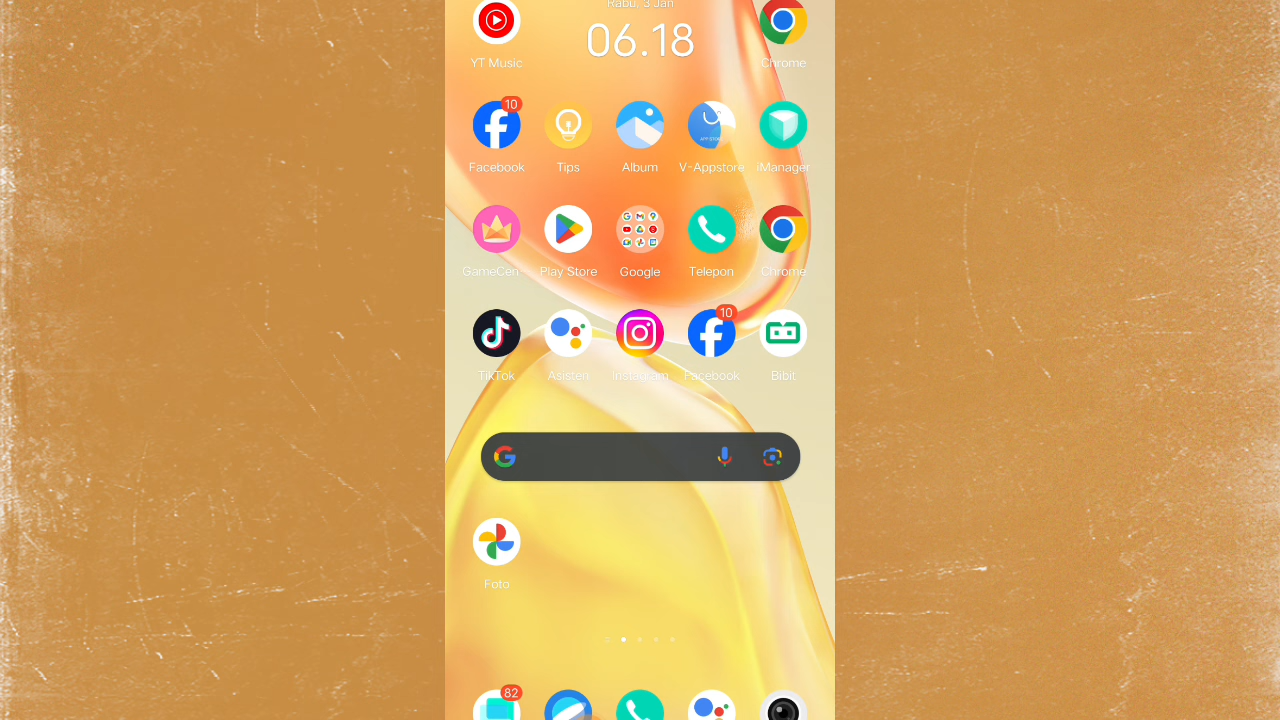 Rabu, 3 Jan
06.18
YT Music
Chrome
10
Facebook
Tips
Album
V-Appstore
iManager
GameCen
Play Store
Google
Telepon
Chrome
10
TikTok
Asisten
Instagram
Facebook
Bibit
Foto
82